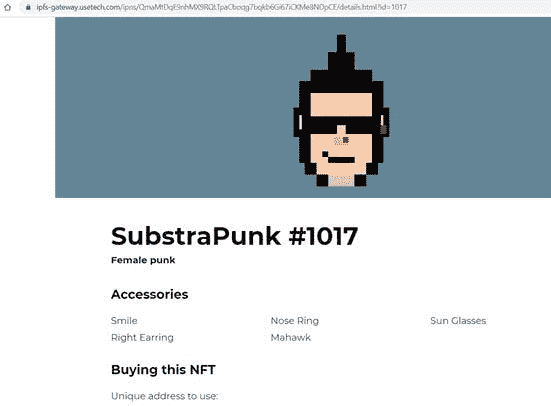 ipfs-gateway.usetech.com/ipns/QmaMtDqE9nhMX9RQLTpaCboqg7bqkb6Gi67iCKMe8NDpCE/details.html?id=1017
SubstraPunk #1017
Female punk
Accessories
Smile Nose Ring Sun Glasses
Right Earring Mahawk
Buying this NFT
Unique address to use: